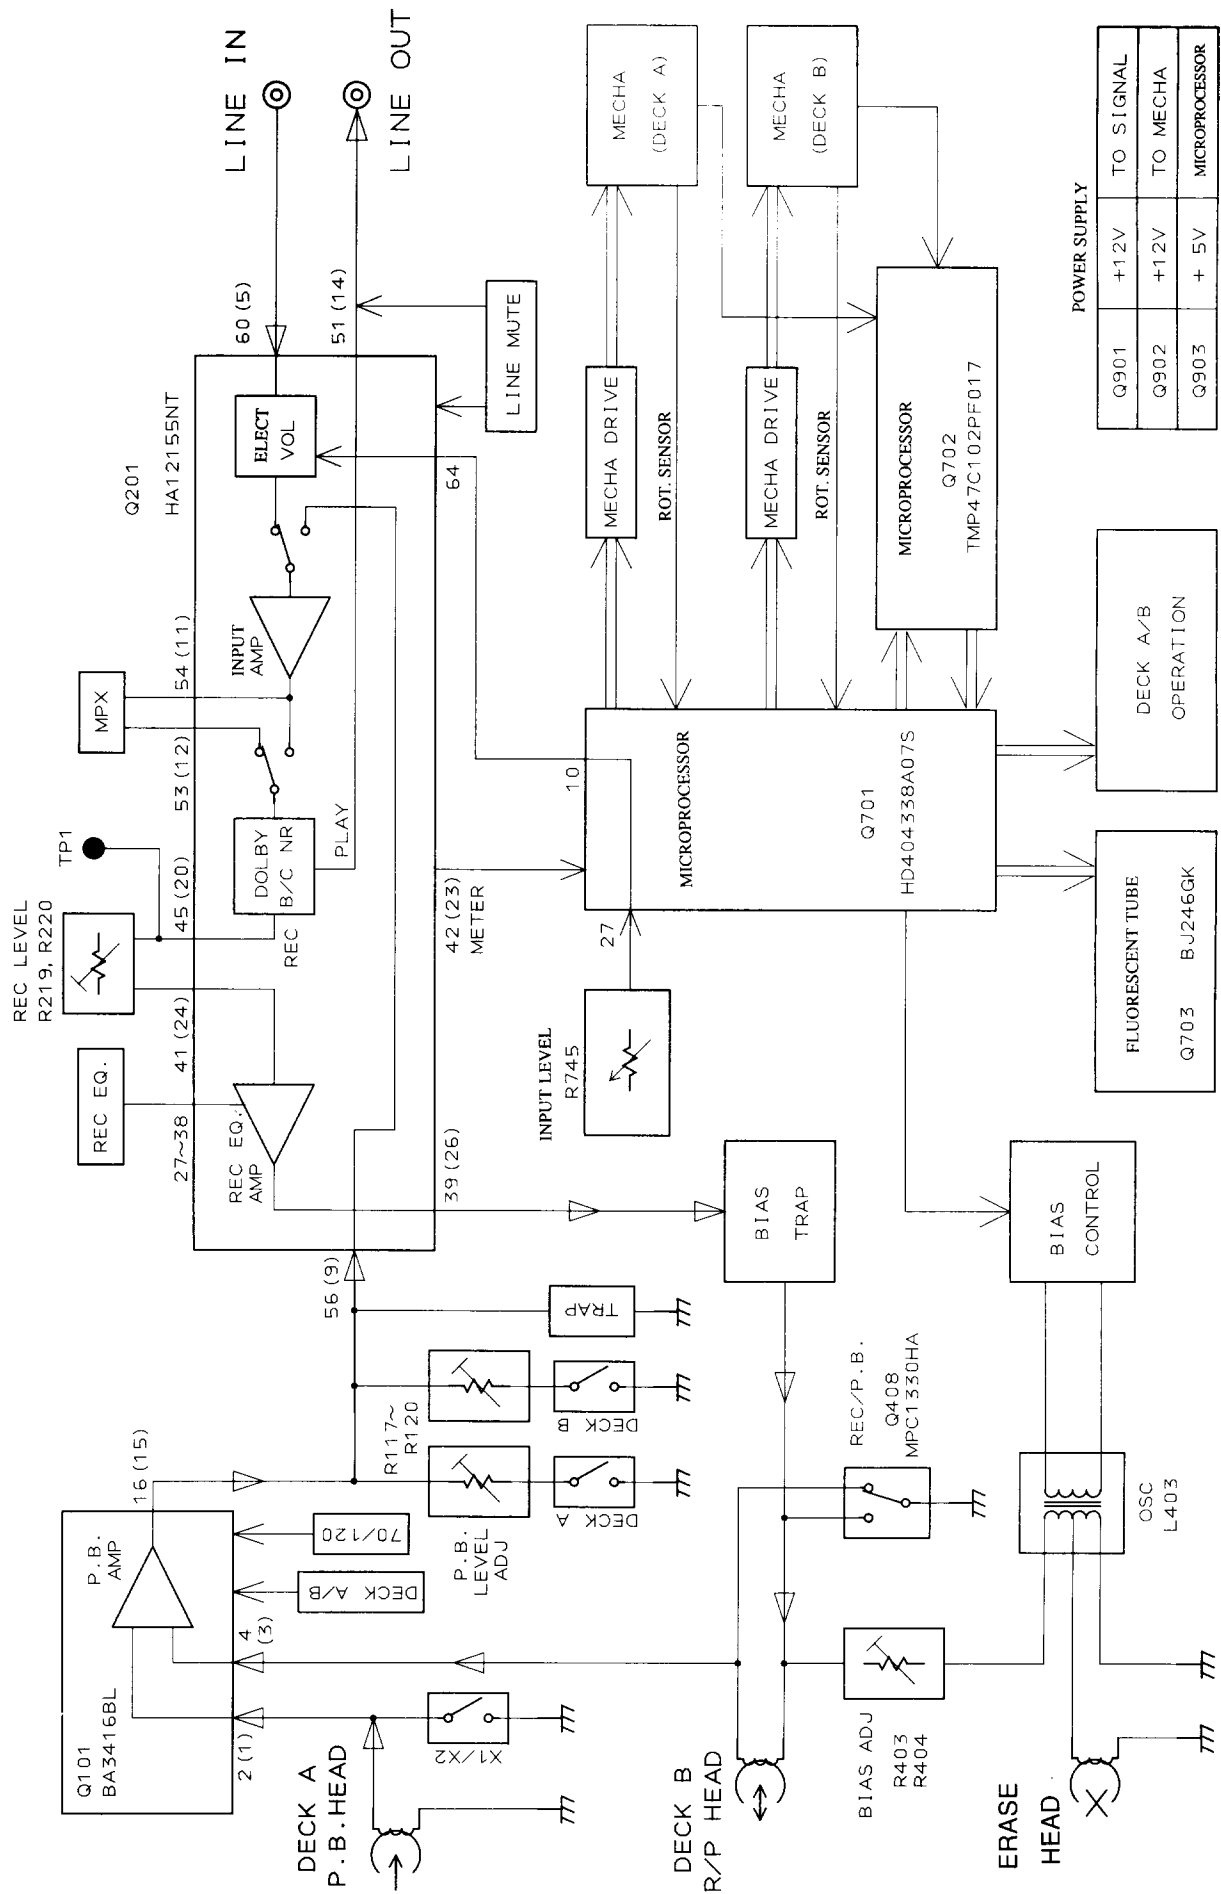 Q101
BA3416BL
P.B.
AMP
16 (15)
2 (1)
4
(3)
DECK A/B
70/120
DECK A
P.B.HEAD
X1/X2
P.B.
LEVEL
ADJ
R117~
R120
DECK A
DECK B
TRAP
56 (9)
DECK B
R/P HEAD
BIAS ADJ
R403
R404
REC/P.B.
Q408
MPC1330HA
ERASE
HEAD
OSC
L403
BIAS
TRAP
BIAS
CONTROL
REC EQ.
27~38
REC EQ.
AMP
39 (26)
41 (24)
REC LEVEL
R219, R220
45 (20)
TP1
REC
DOLBY
B/C NR
PLAY
42 (23)
METER
53 (12)
MPX
54 (11)
INPUT
AMP
Q201
HA12155NT
ELECT
VOL
64
60 (5)
51 (14)
LINE IN
LINE OUT
LINE MUTE
INPUT LEVEL
R745
27
10
MICROPROCESSOR
Q701
HD404338A07S
MECHA DRIVE
ROT. SENSOR
MECHA DRIVE
ROT. SENSOR
MECHA
(DECK A)
MECHA
(DECK B)
MICROPROCESSOR
Q702
TMP47C102PF017
FLUORESCENT TUBE
Q703 BJ246GK
DECK A/B
OPERATION
POWER SUPPLY
Q901 +12V TO SIGNAL
Q902 +12V TO MECHA
Q903 + 5V MICROPROCESSOR